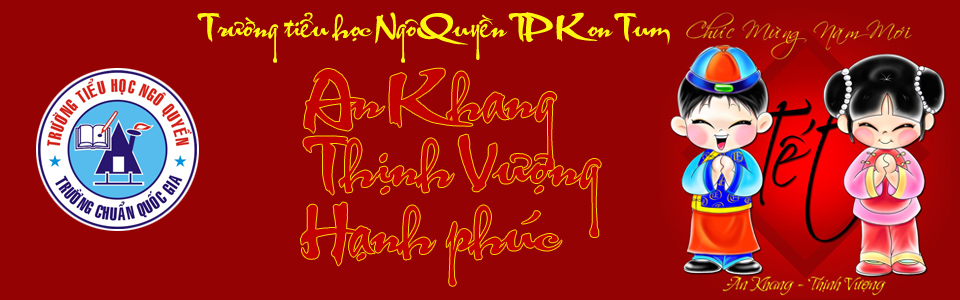 Trường tiểu học Ngô Quyền TP Kon Tum
TRƯỜNG TIỂU HỌC NGÔ QUYỀN
TRƯỜNG CHUẨN QUỐC GIA
An Khang
Thịnh Vượng
Hạnh phúc
Chúc Mừng Năm Mới
Tết
An Khang - Thịnh Vượng